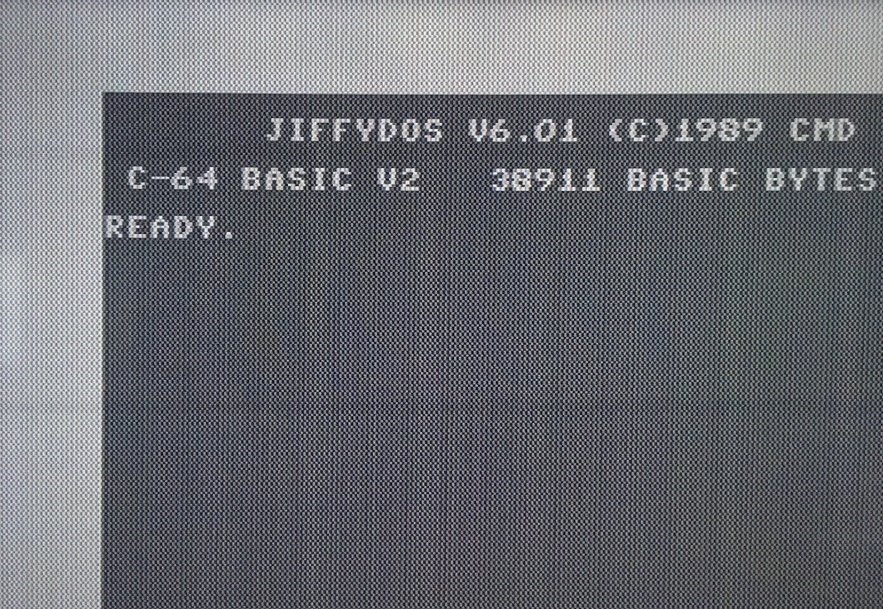 JIFFYDOS V6.01 (C)1989 CMD
C-64 BASIC V2   38911 BASIC BYTES
READY.